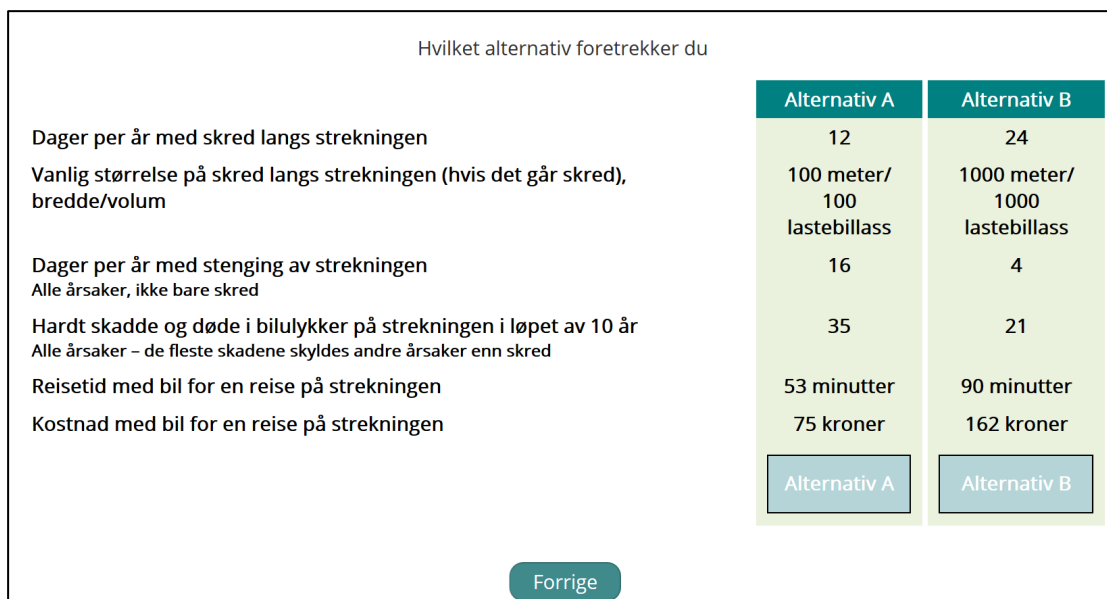 Hvilket alternativ foretrekker du
Alternativ A Alternativ B
Dager per år med skred langs strekningen 12 24
Vanlig størrelse på skred langs strekningen (hvis det går skred), 100 meter/ 1000 meter/
bredde/volum 100 1000
lastebillass lastebillass
Dager per år med stenging av strekningen 16 4
Alle årsaker, ikke bare skred
Hardt skadde og døde i bilulykker på strekningen i løpet av 10 år 35 21
Alle årsaker – de fleste skadene skyldes andre årsaker enn skred
Reisetid med bil for en reise på strekningen 53 minutter 90 minutter
Kostnad med bil for en reise på strekningen 75 kroner 162 kroner
Alternativ A Alternativ B
Forrige